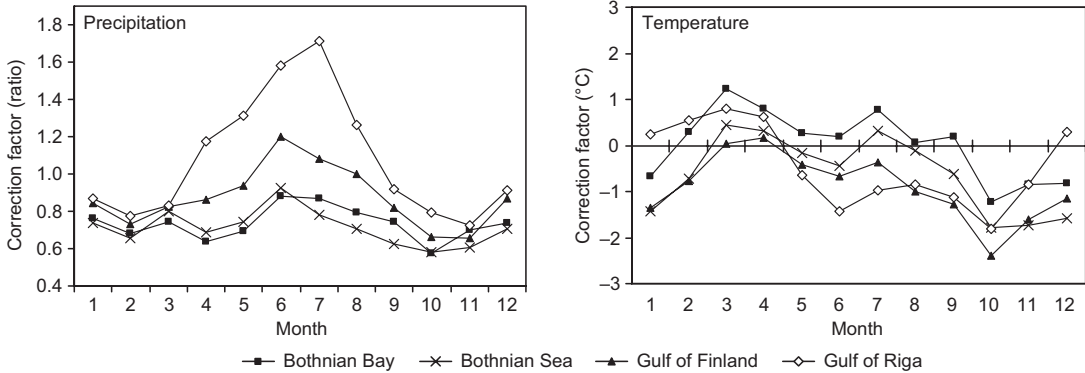 Precipitation
Correction factor (ratio)
1.8
1.6
1.4
1.2
1.0
0.8
0.6
0.4
1 2 3 4 5 6 7 8 9 10 11 12
Month
Temperature
Correction factor (°C)
3
2
1
0
–1
–2
–3
1 2 3 4 5 6 7 8 9 10 11 12
Month
Bothnian Bay Bothnian Sea Gulf of Finland Gulf of Riga